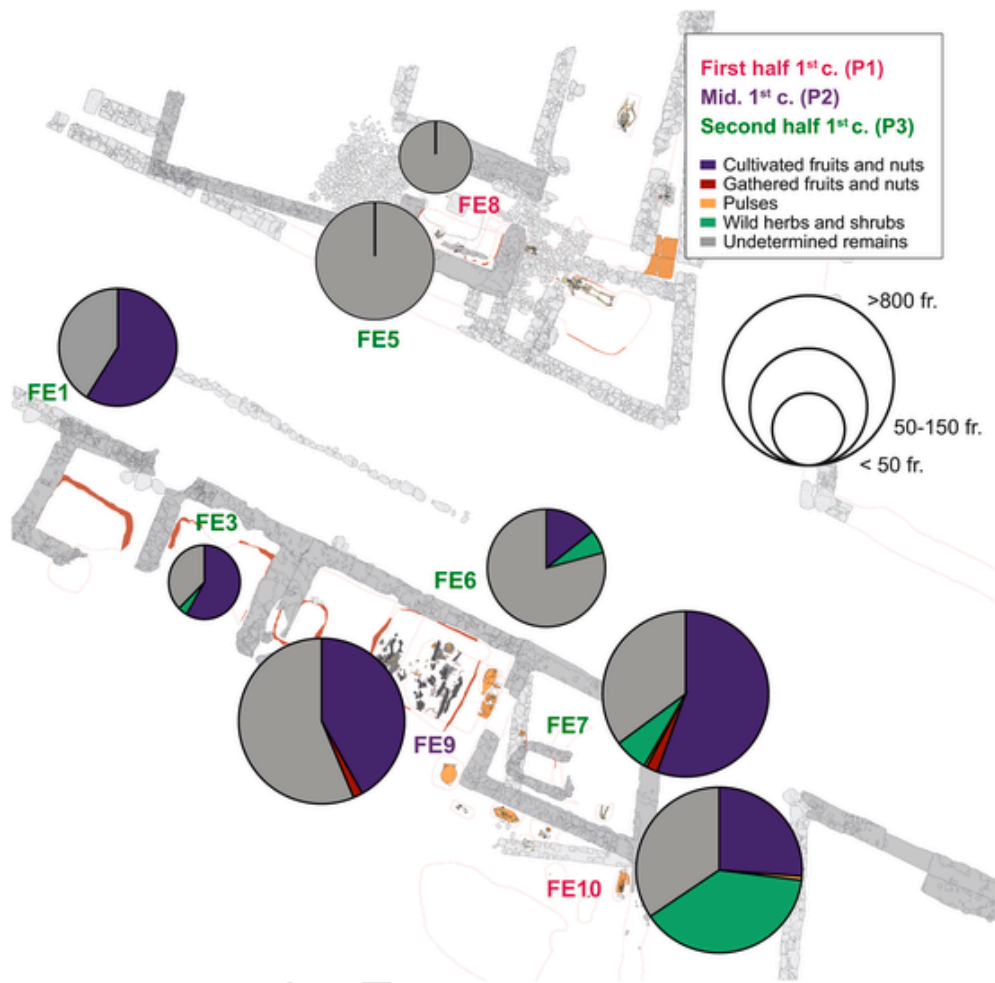 First half 1st c. (P1)
Mid. 1st c. (P2)
Second half 1st c. (P3)
Cultivated fruits and nuts
Gathered fruits and nuts
Pulses
Wild herbs and shrubs
Undetermined remains
>800 fr.
50-150 fr.
< 50 fr.
FE8
FE5
FE1
FE3
FE6
FE7
FE9
FE10